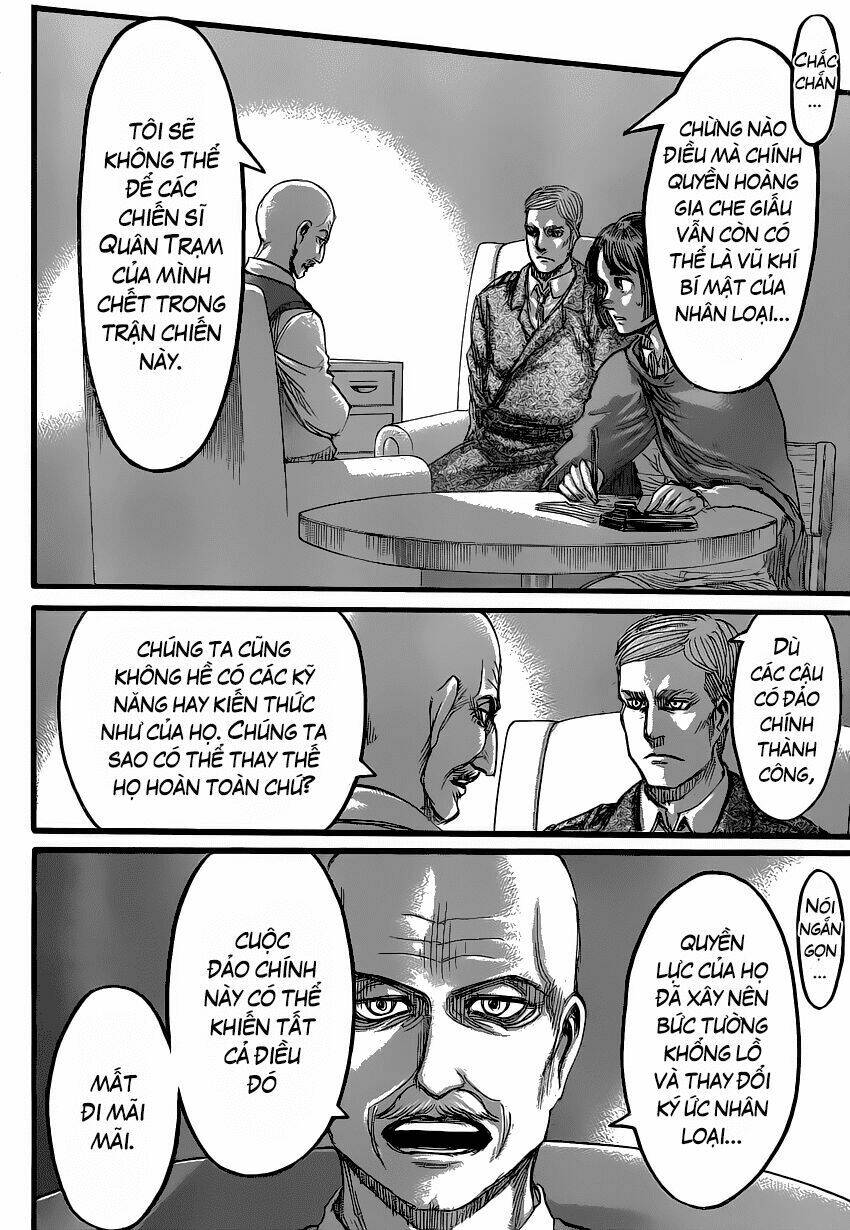 CHẮC
CHẮN
...
CHỪNG NÀO
ĐIỀU MÀ CHÍNH
QUYỀN HOÀNG
GIA CHE GIẤU
VẪN CÒN CÓ
THỂ LÀ VŨ KHÍ
BÍ MẬT CỦA
NHÂN LOẠI...
TÔI SẼ
KHÔNG THỂ
ĐỂ CÁC
CHIẾN SĨ
QUÂN TRẠM
CỦA MÌNH
CHẾT TRONG
TRẬN CHIẾN
NÀY.
DÙ
CÁC CẬU
CÓ ĐẢO
CHÍNH
THÀNH
CÔNG,
CHÚNG TA CŨNG
KHÔNG HỀ CÓ CÁC KỸ
NĂNG HAY KIẾN THỨC
NHƯ CỦA HỌ. CHÚNG TA
SAO CÓ THỂ THAY THẾ
HỌ HOÀN TOÀN CHỨ?
NÓI
NGẮN
GỌN
...
QUYỀN
LỰC CỦA HỌ
ĐÃ XÂY NÊN
BỨC TƯỜNG
KHỔNG LỒ
VÀ THAY ĐỔI
KÝ ỨC NHÂN
LOẠI...
CUỘC
ĐẢO CHÍNH
NÀY CÓ THỂ
KHIẾN TẤT
CẢ ĐIỀU
ĐÓ
MẤT
ĐI MÃI
MÃI.